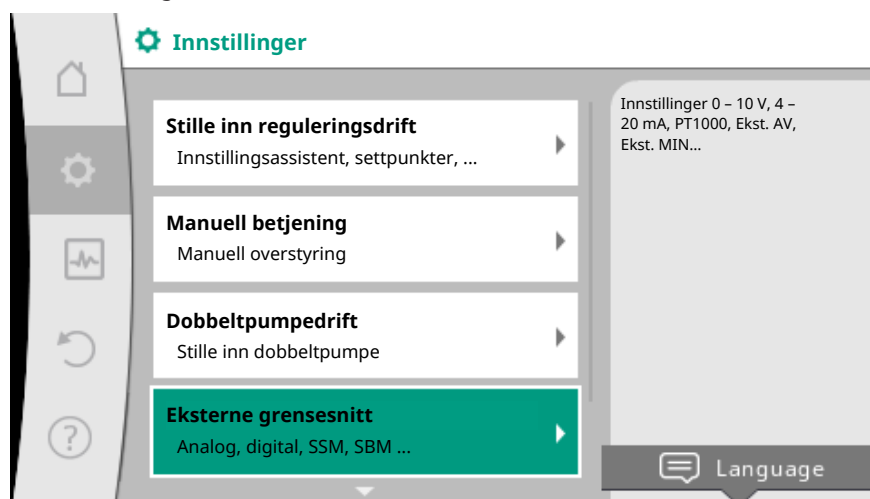 Innstillinger
Stille inn reguleringsdrift
Innstillingsassistent, settpunkter, ...
Manuell betjening
Manuell overstyring
Dobbeltpumpedrift
Stille inn dobbeltpumpe
Eksterne grensesnitt
Analog, digital, SSM, SBM ...
Innstillinger 0 – 10 V, 4 –
20 mA, PT1000, Ekst. AV,
Ekst. MIN...
?
Language